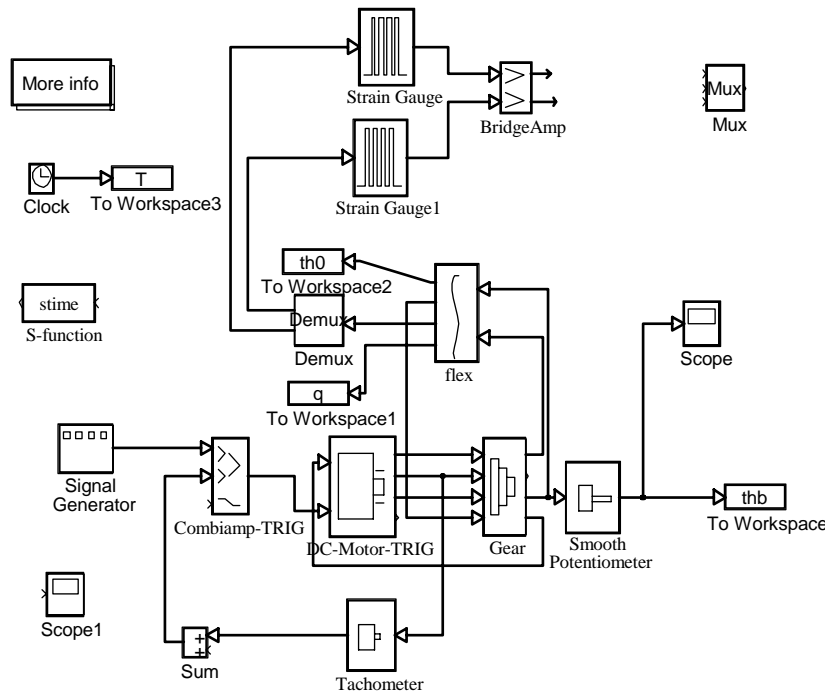 Strain Gauge
BridgeAmp
More info
Mux
Mux
Strain Gauge1
Clock
T
To Workspace3
th0
To Workspace2
stime
S-function
Demux
Demux
flex
Scope
q
To Workspace1
Signal
Generator
Combiamp-TRIG
DC-Motor-TRIG
Gear
Smooth
Potentiometer
thb
To Workspace
Scope1
+
+
Sum
Tachometer